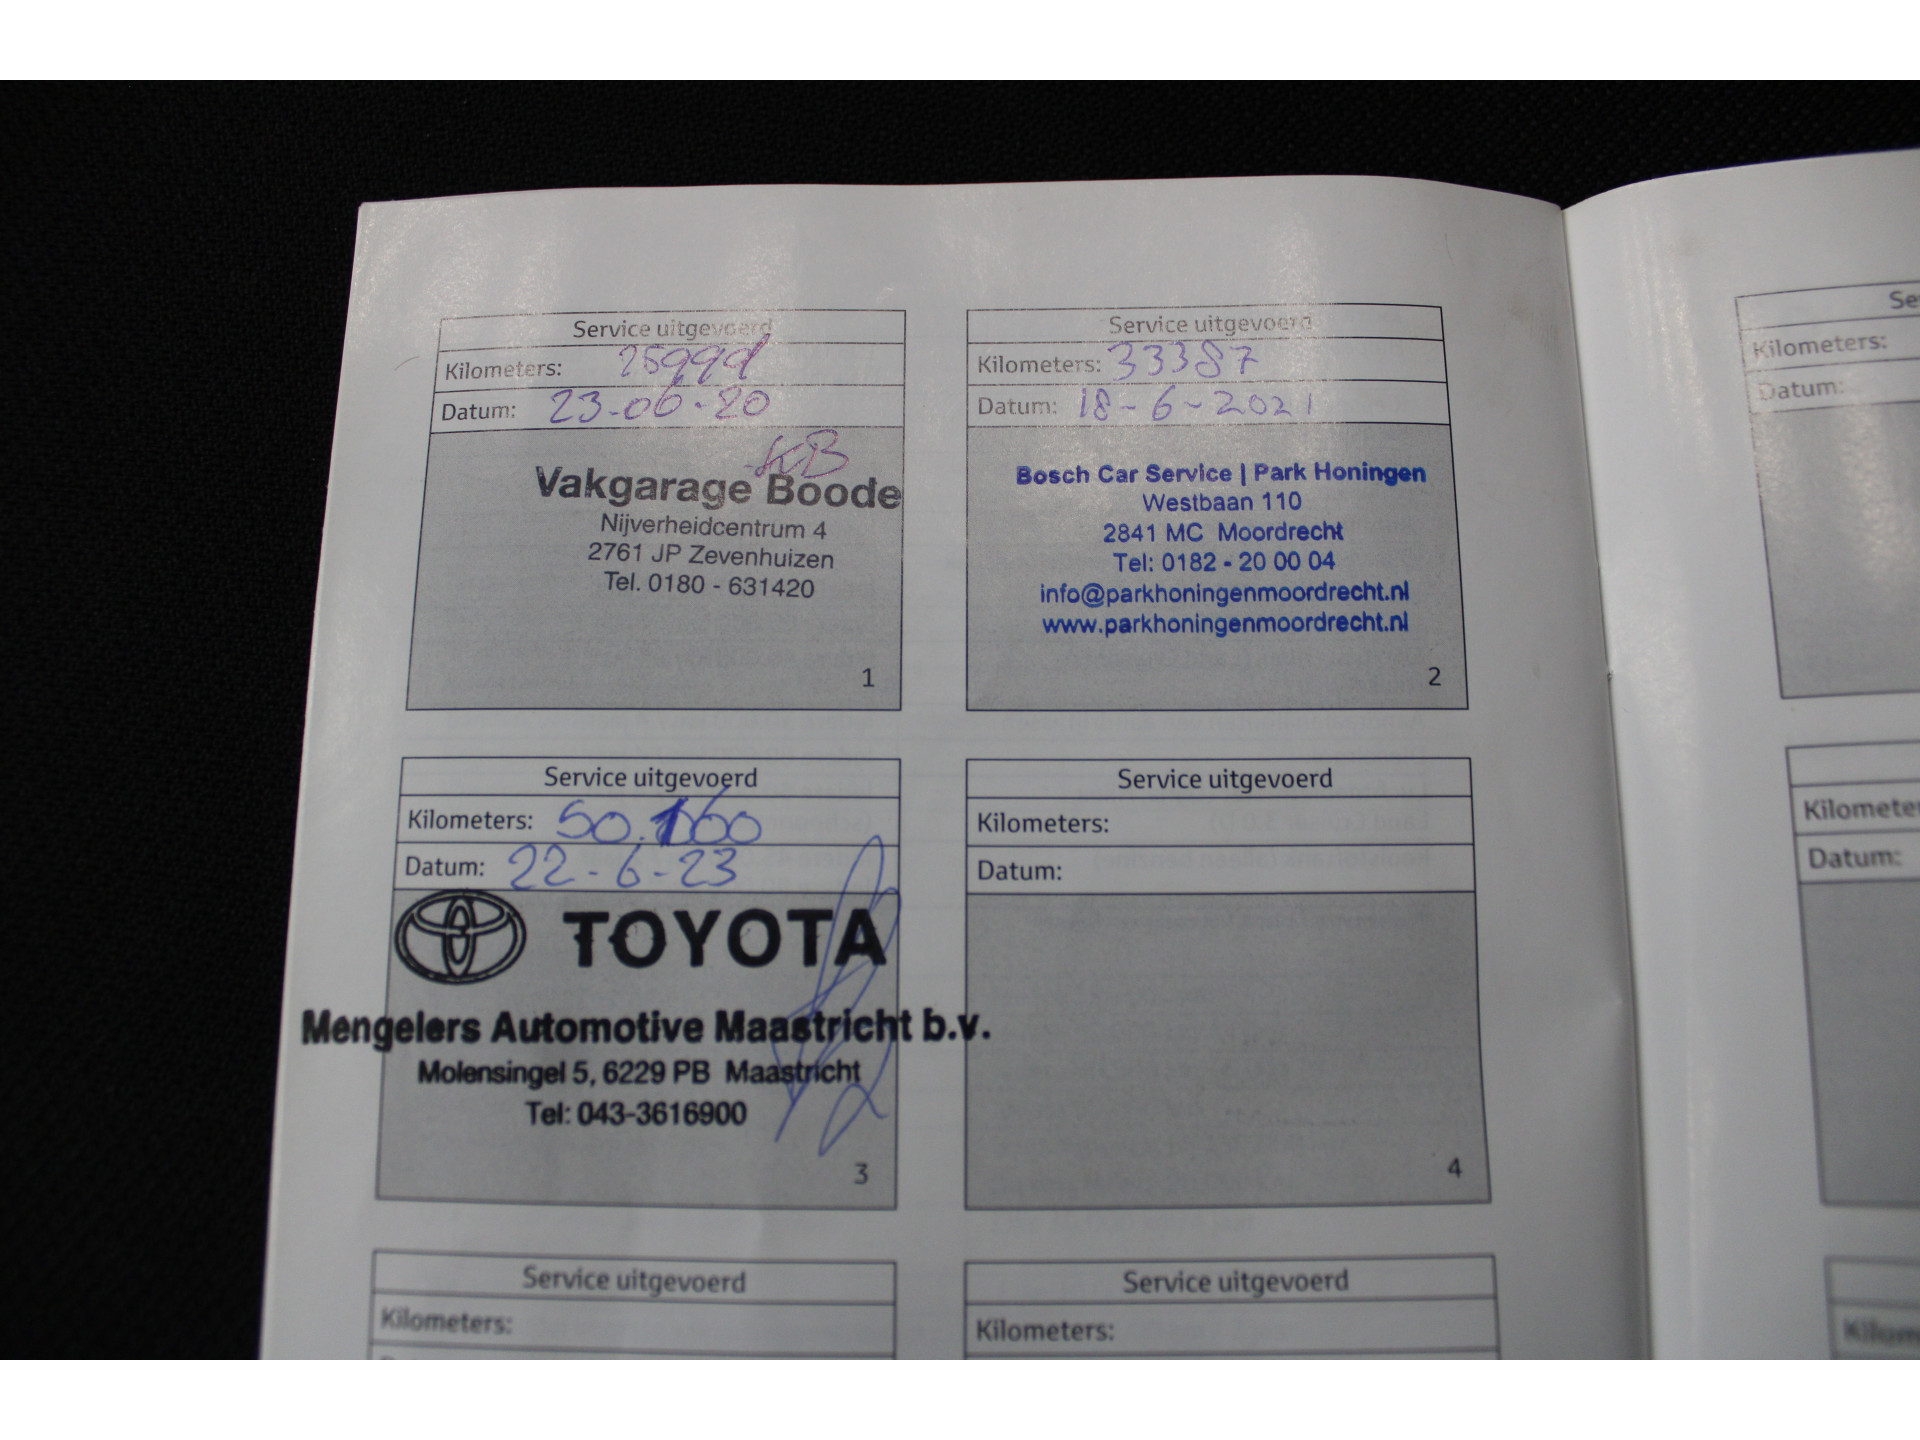 Service uitgevoerd
Kilometers: 25999
Datum: 23-06-20
KB
Vakgarage Boode
Nijverheidcentrum 4
2761 JP Zevenhuizen
Tel. 0180 - 631420
1
Service uitgevoerd
Kilometers: 33387
Datum: 18-6-2021
Bosch Car Service | Park Honingen
Westbaan 110
2841 MC Moordrecht
Tel: 0182 - 20 00 04
info@parkhoningenmoordrecht.nl
www.parkhoningenmoordrecht.nl
2
Service uitgevoerd
Kilometers: 50.160
Datum: 22-6-23
TOYOTA
Mengelers Automotive Maastricht b.v.
Molensingel 5, 6229 PB Maastricht
Tel: 043-3616900
3
Service uitgevoerd
Kilometers:
Datum:
4
Service uitgevoerd
Kilometers:
Service uitgevoerd
Kilometers:
Se
Kilometers:
Datum:
Kilomete
Datum:
Kilom